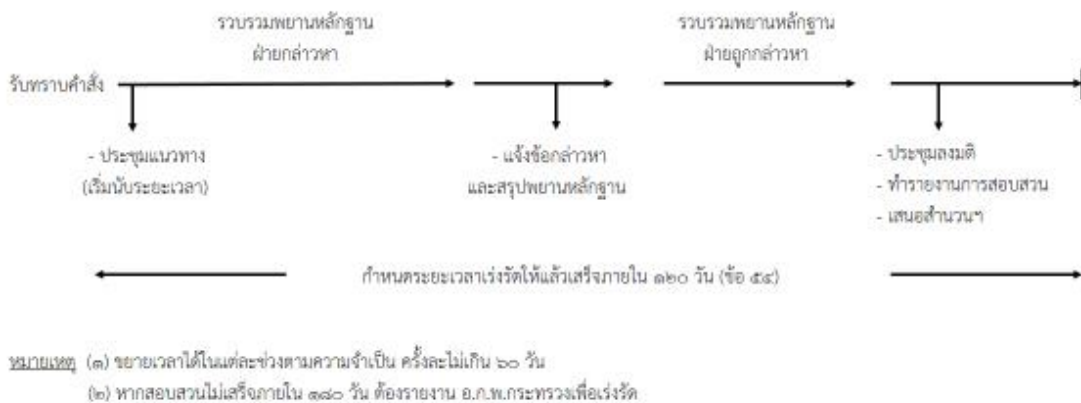 รวบรวมพยานหลักฐาน
ฝ่ายกล่าวหา
รวบรวมพยานหลักฐาน
ฝ่ายถูกกล่าวหา
รับทราบคำสั่ง
- ประชุมแนวทาง
(เริ่มนับระยะเวลา)
- แจ้งข้อกล่าวหา
และสรุปพยานหลักฐาน
- ประชุมลงมติ
- ทำรายงานการสอบสวน
- เสนอสำนวนฯ
กำหนดระยะเวลาเร่งรัดให้แล้วเสร็จภายใน ๑๒๐ วัน (ข้อ ๕๔)
หมายเหตุ (๑) ขยายเวลาได้ในแต่ละช่วงตามความจำเป็น ครั้งละไม่เกิน ๖๐ วัน
(๒) หากสอบสวนไม่เสร็จภายใน ๑๘๐ วัน ต้องรายงาน อ.ก.พ.กระทรวงเพื่อเร่งรัด